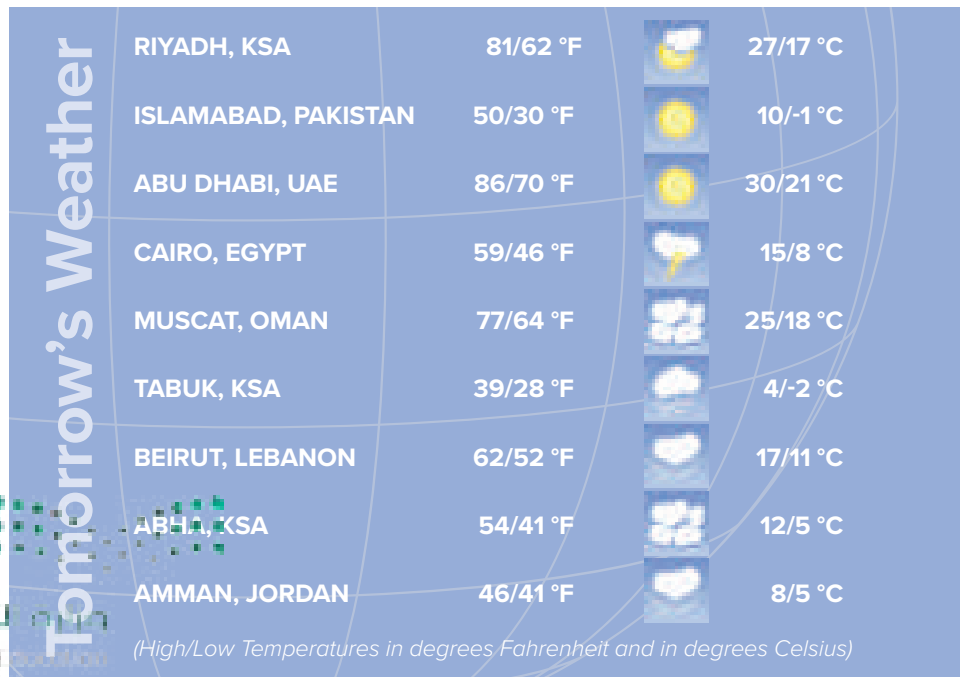 Tomorrow's Weather
RIYADH, KSA 81/62 °F 27/17 °C
ISLAMABAD, PAKISTAN 50/30 °F 10/-1 °C
ABU DHABI, UAE 86/70 °F 30/21 °C
CAIRO, EGYPT 59/46 °F 15/8 °C
MUSCAT, OMAN 77/64 °F 25/18 °C
TABUK, KSA 39/28 °F 4/-2 °C
BEIRUT, LEBANON 62/52 °F 17/11 °C
ABHA, KSA 54/41 °F 12/5 °C
AMMAN, JORDAN 46/41 °F 8/5 °C
(High/Low Temperatures in degrees Fahrenheit and in degrees Celsius)